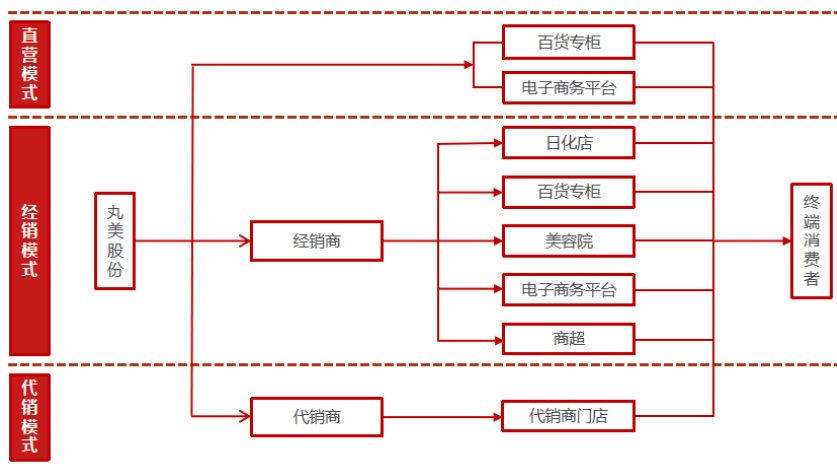 直营模式
百货专柜
电子商务平台
经销模式
丸美股份
经销商
日化店
百货专柜
美容院
电子商务平台
商超
终端消费者
代销模式
代销商
代销商门店